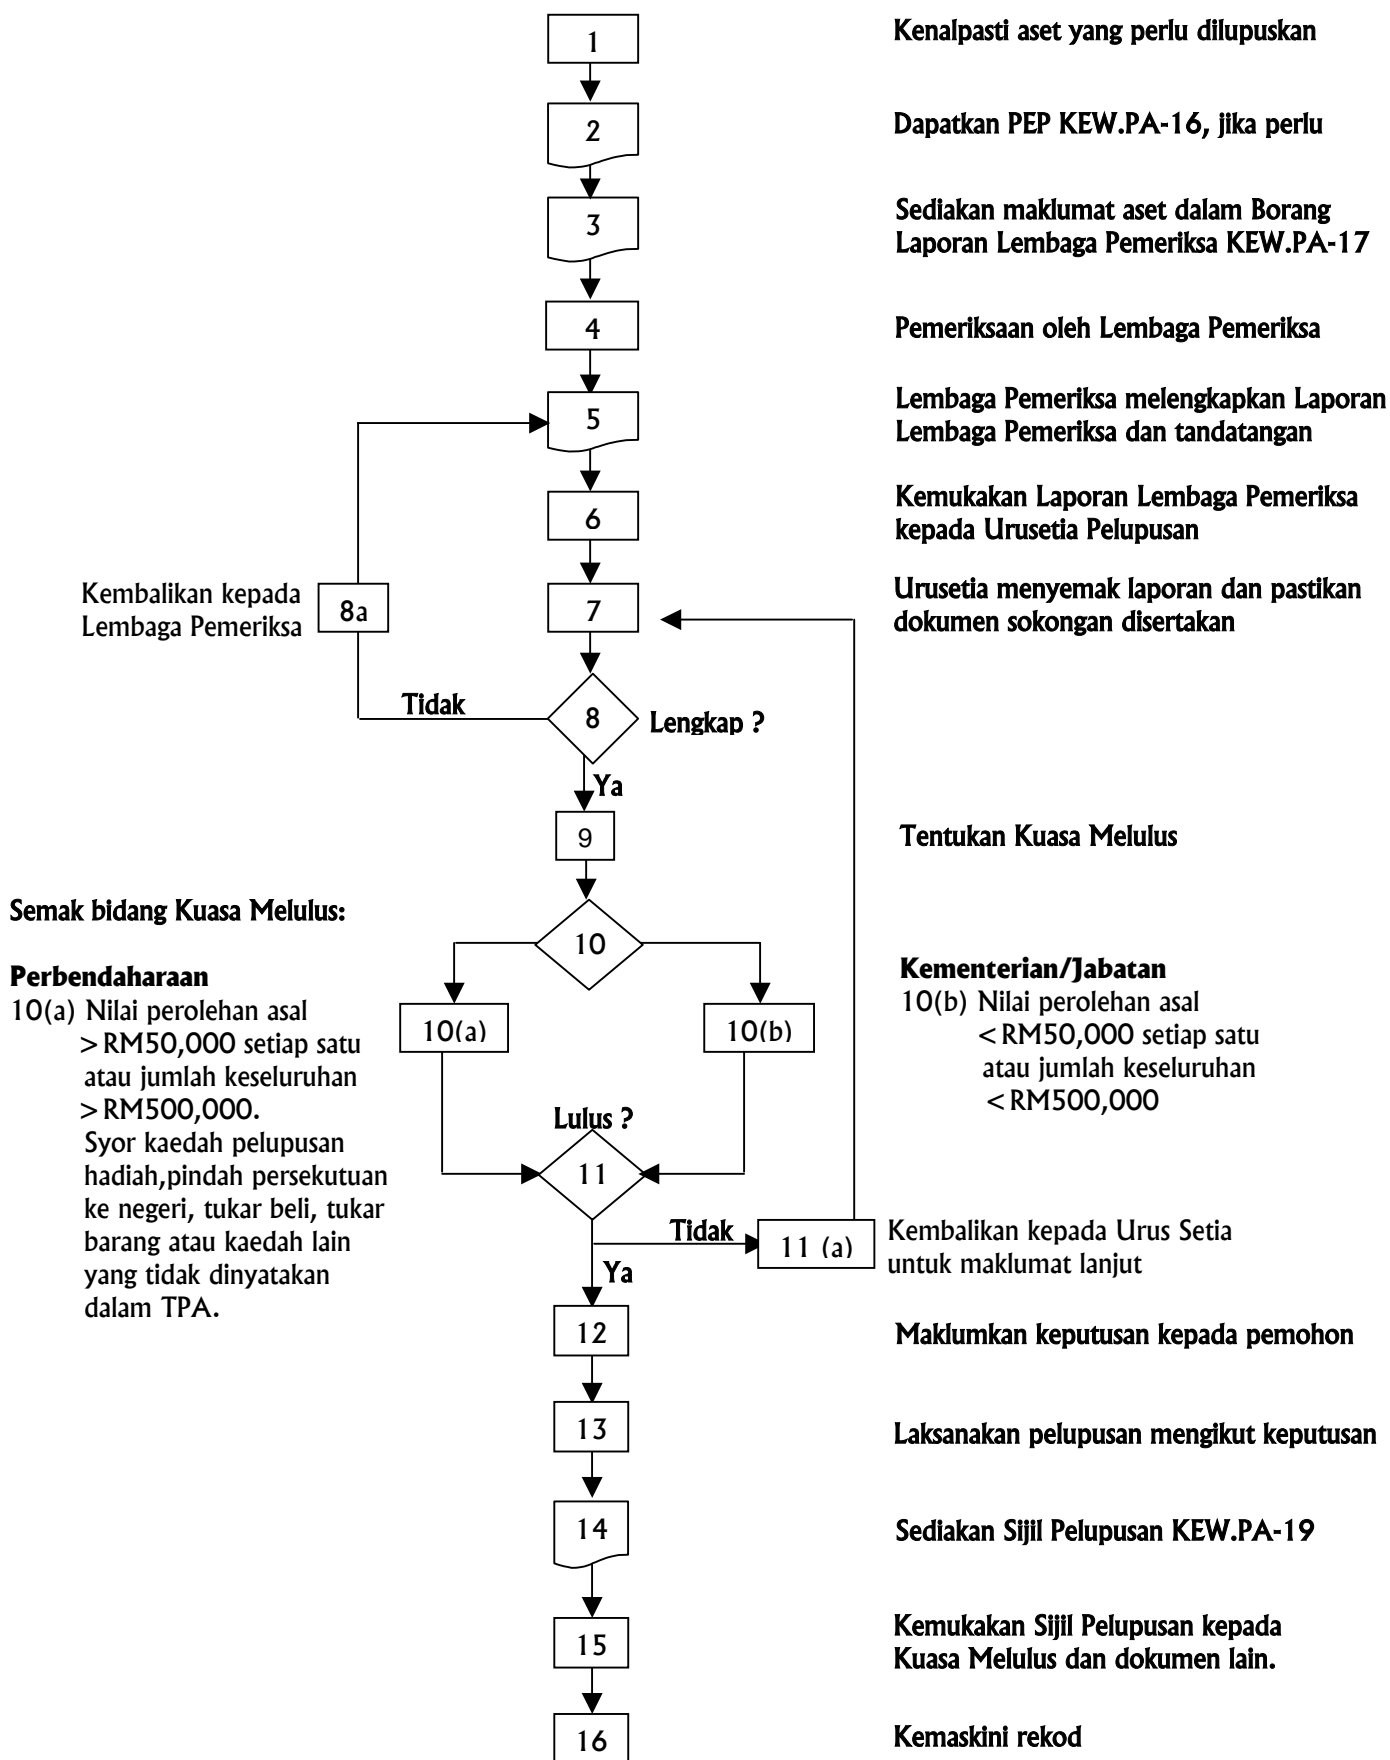 1
Kenalpasti aset yang perlu dilupuskan
2
Dapatkan PEP KEW.PA-16, jika perlu
3
Sediakan maklumat aset dalam Borang
Laporan Lembaga Pemeriksa KEW.PA-17
4
Pemeriksaan oleh Lembaga Pemeriksa
5
Lembaga Pemeriksa melengkapkan Laporan
Lembaga Pemeriksa dan tandatangan
6
Kemukakan Laporan Lembaga Pemeriksa
kepada Urusetia Pelupusan
Kembalikan kepada
Lembaga Pemeriksa
8a
7
Urusetia menyemak laporan dan pastikan
dokumen sokongan disertakan
Tidak
8
Lengkap ?
Ya
9
Tentukan Kuasa Melulus
Semak bidang Kuasa Melulus:
10
Perbendaharaan
10(a) Nilai perolehan asal
>RM50,000 setiap satu
atau jumlah keseluruhan
>RM500,000.
Syor kaedah pelupusan
hadiah,pindah persekutuan
ke negeri, tukar beli, tukar
barang atau kaedah lain
yang tidak dinyatakan
dalam TPA.
10(a)
10(b)
Kementerian/Jabatan
10(b) Nilai perolehan asal
<RM50,000 setiap satu
atau jumlah keseluruhan
<RM500,000
Lulus ?
11
Tidak
11 (a)
Kembalikan kepada Urus Setia
untuk maklumat lanjut
Ya
12
Maklumkan keputusan kepada pemohon
13
Laksanakan pelupusan mengikut keputusan
14
Sediakan Sijil Pelupusan KEW.PA-19
15
Kemukakan Sijil Pelupusan kepada
Kuasa Melulus dan dokumen lain.
16
Kemaskini rekod